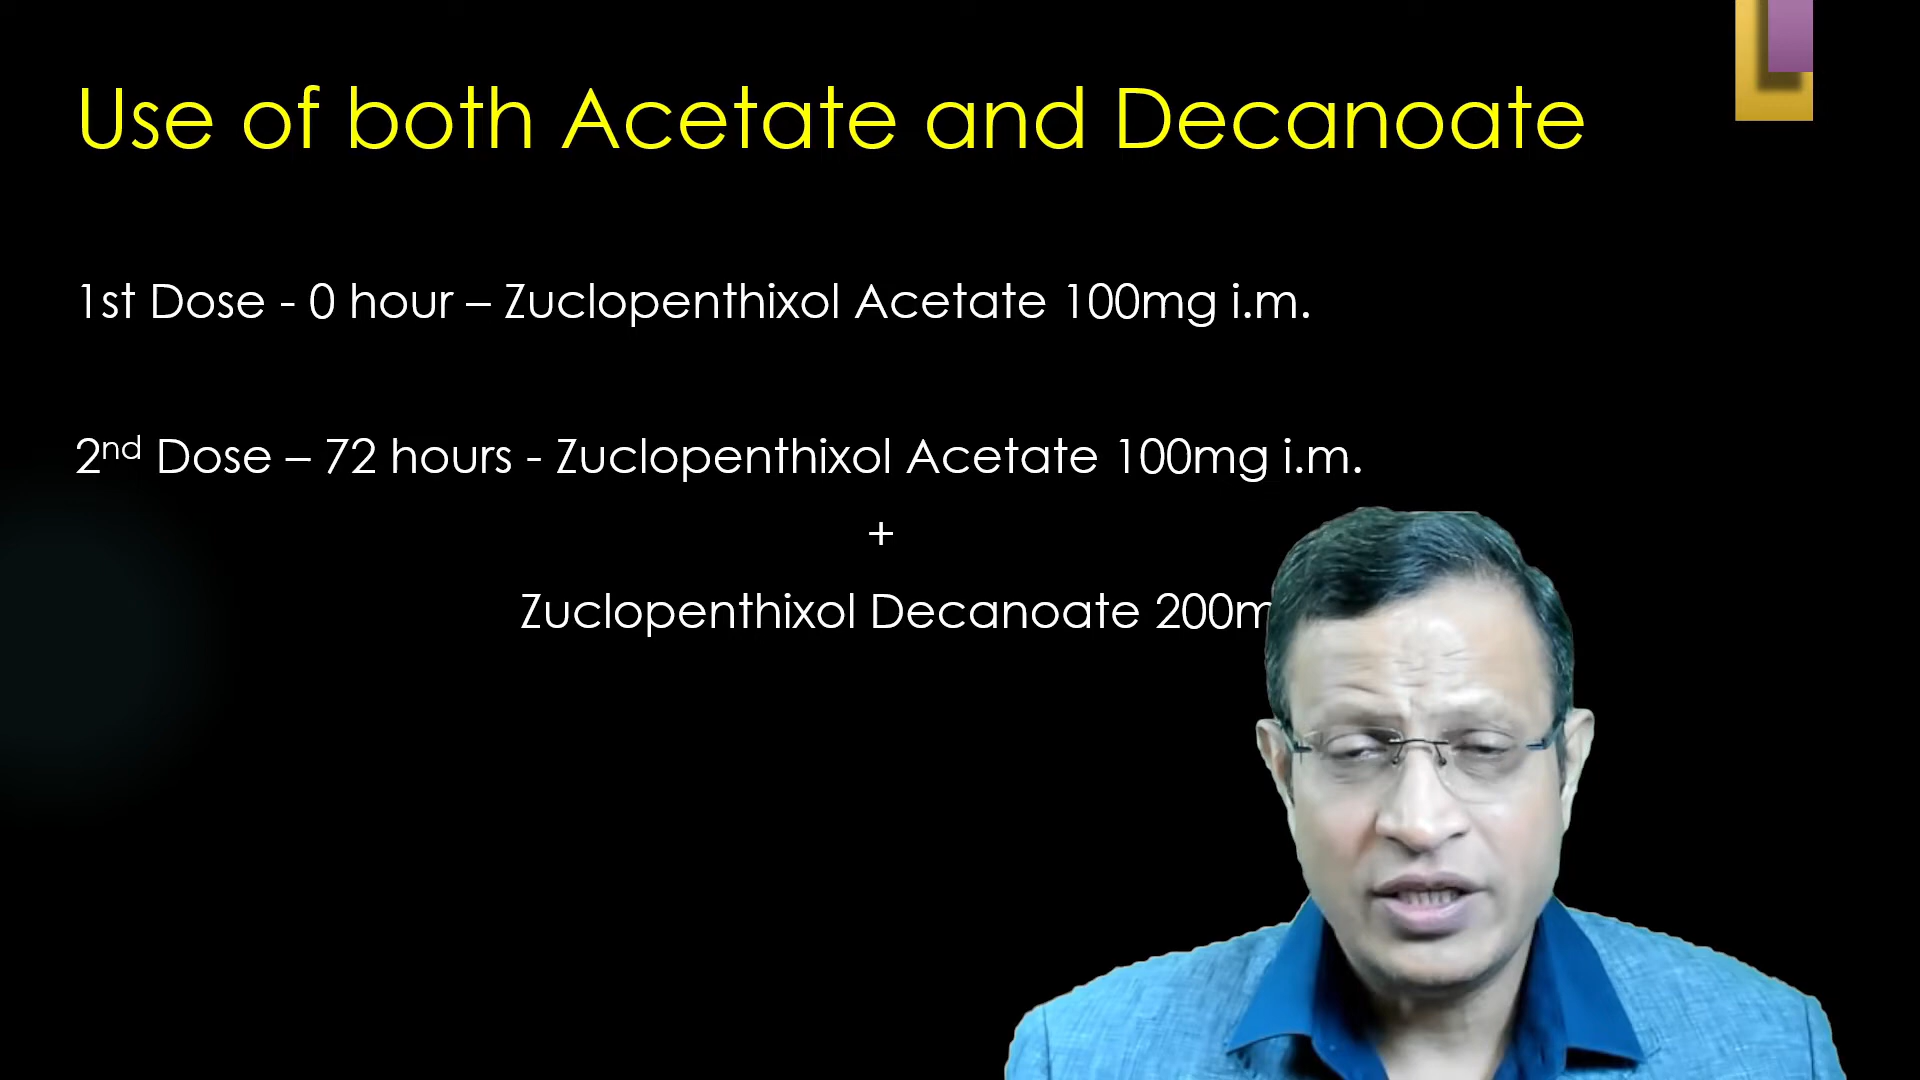 Use of both Acetate and Decanoate
1st Dose - 0 hour – Zuclopenthixol Acetate 100mg i.m.
2nd Dose – 72 hours - Zuclopenthixol Acetate 100mg i.m.
+
Zuclopenthixol Decanoate 200m